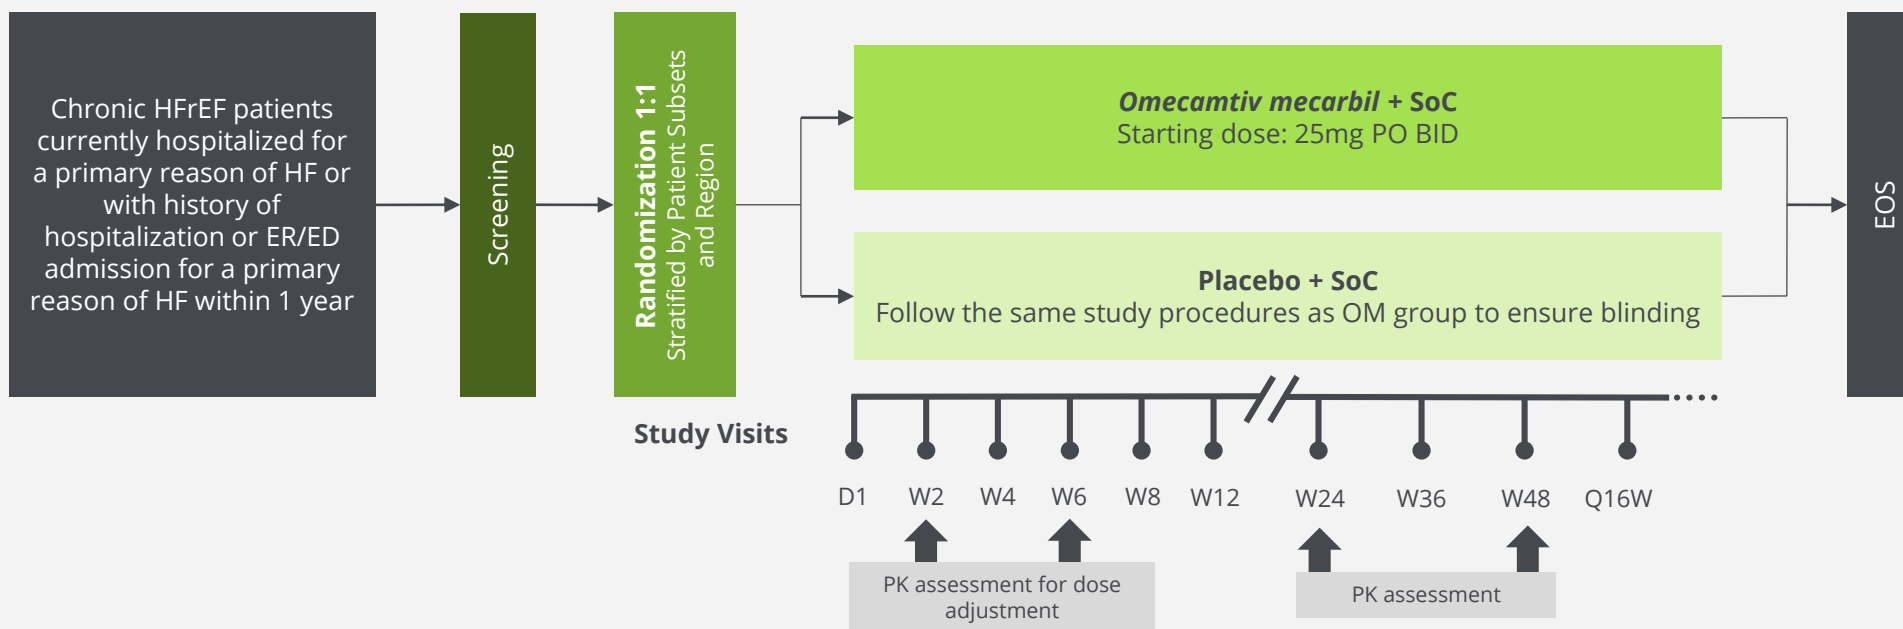 Chronic HFrEF patients
currently hospitalized for
a primary reason of HF or
with history of
hospitalization or ER/ED
admission for a primary
reason of HF within 1 year
Screening
Randomization 1:1
Stratified by Patient Subsets
and Region
Omecamtiv mecarbil + SoC
Starting dose: 25mg PO BID
Placebo + SoC
Follow the same study procedures as OM group to ensure blinding
EOS
Study Visits
D1 W2 W4 W6 W8 W12 W24 W36 W48 Q16W
PK assessment for dose
adjustment
PK assessment